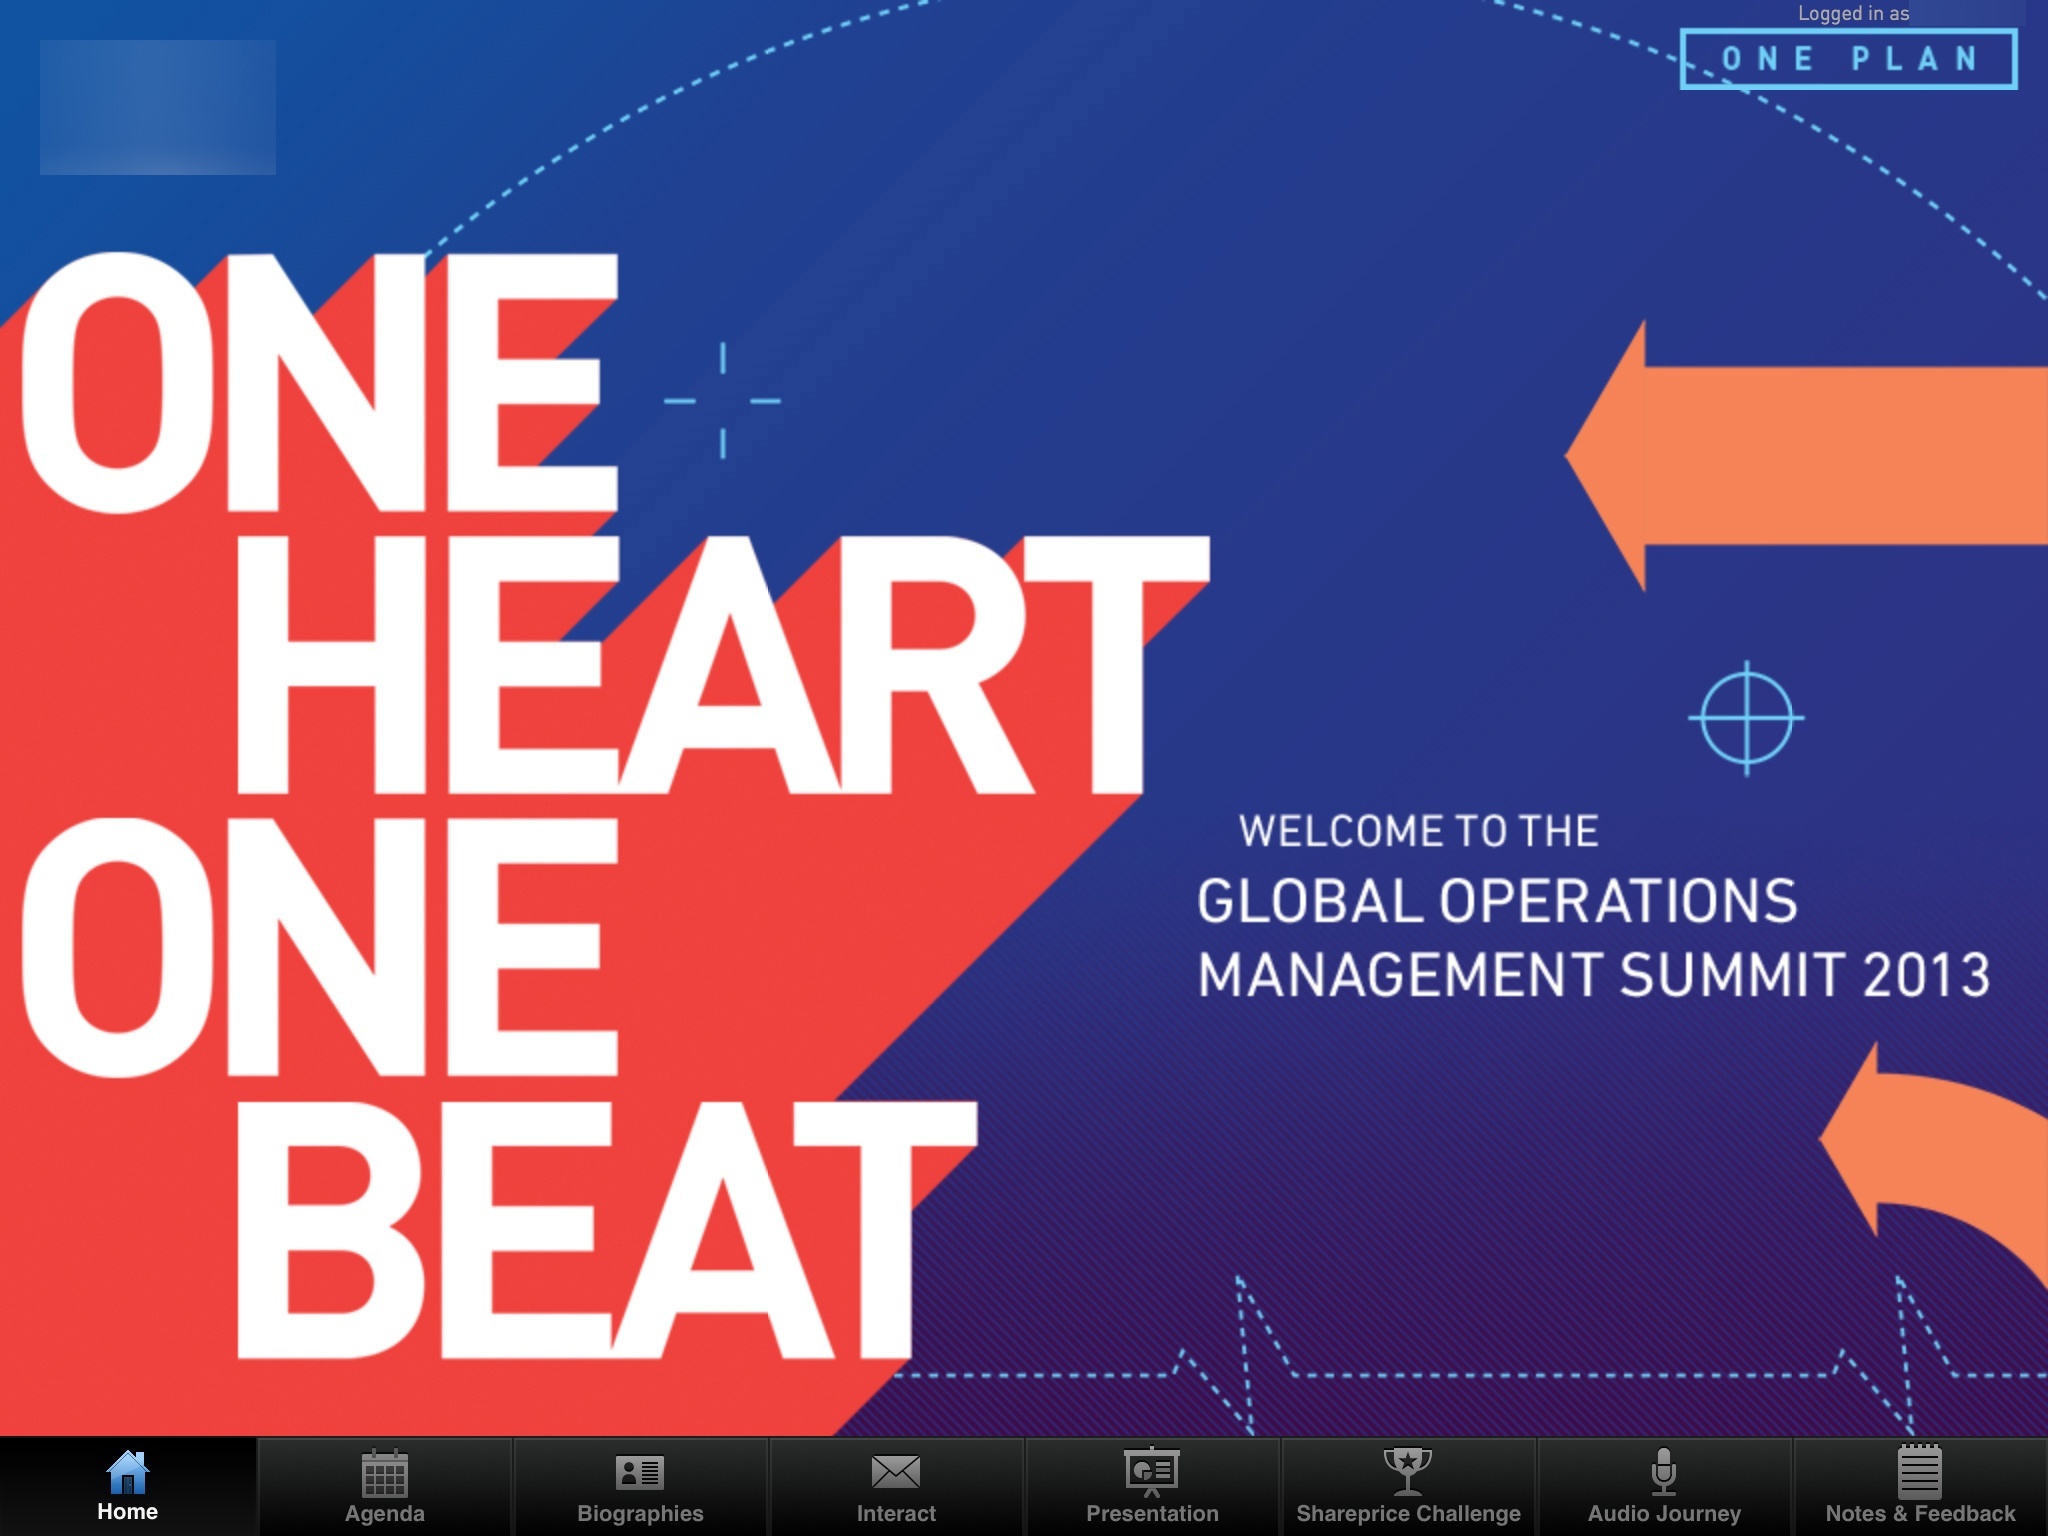 Logged in as
ONE PLAN
ONE
HEART
ONE
BEAT
WELCOME TO THE
GLOBAL OPERATIONS
MANAGEMENT SUMMIT 2013
Home
Agenda
Biographies
Interact
Presentation
Shareprice Challenge
Audio Journey
Notes & Feedback